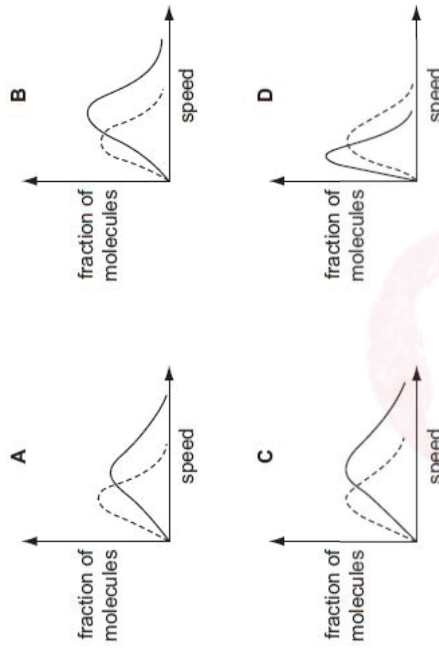 A
fraction of
molecules
speed
B
fraction of
molecules
speed
C
fraction of
molecules
speed
D
fraction of
molecules
speed